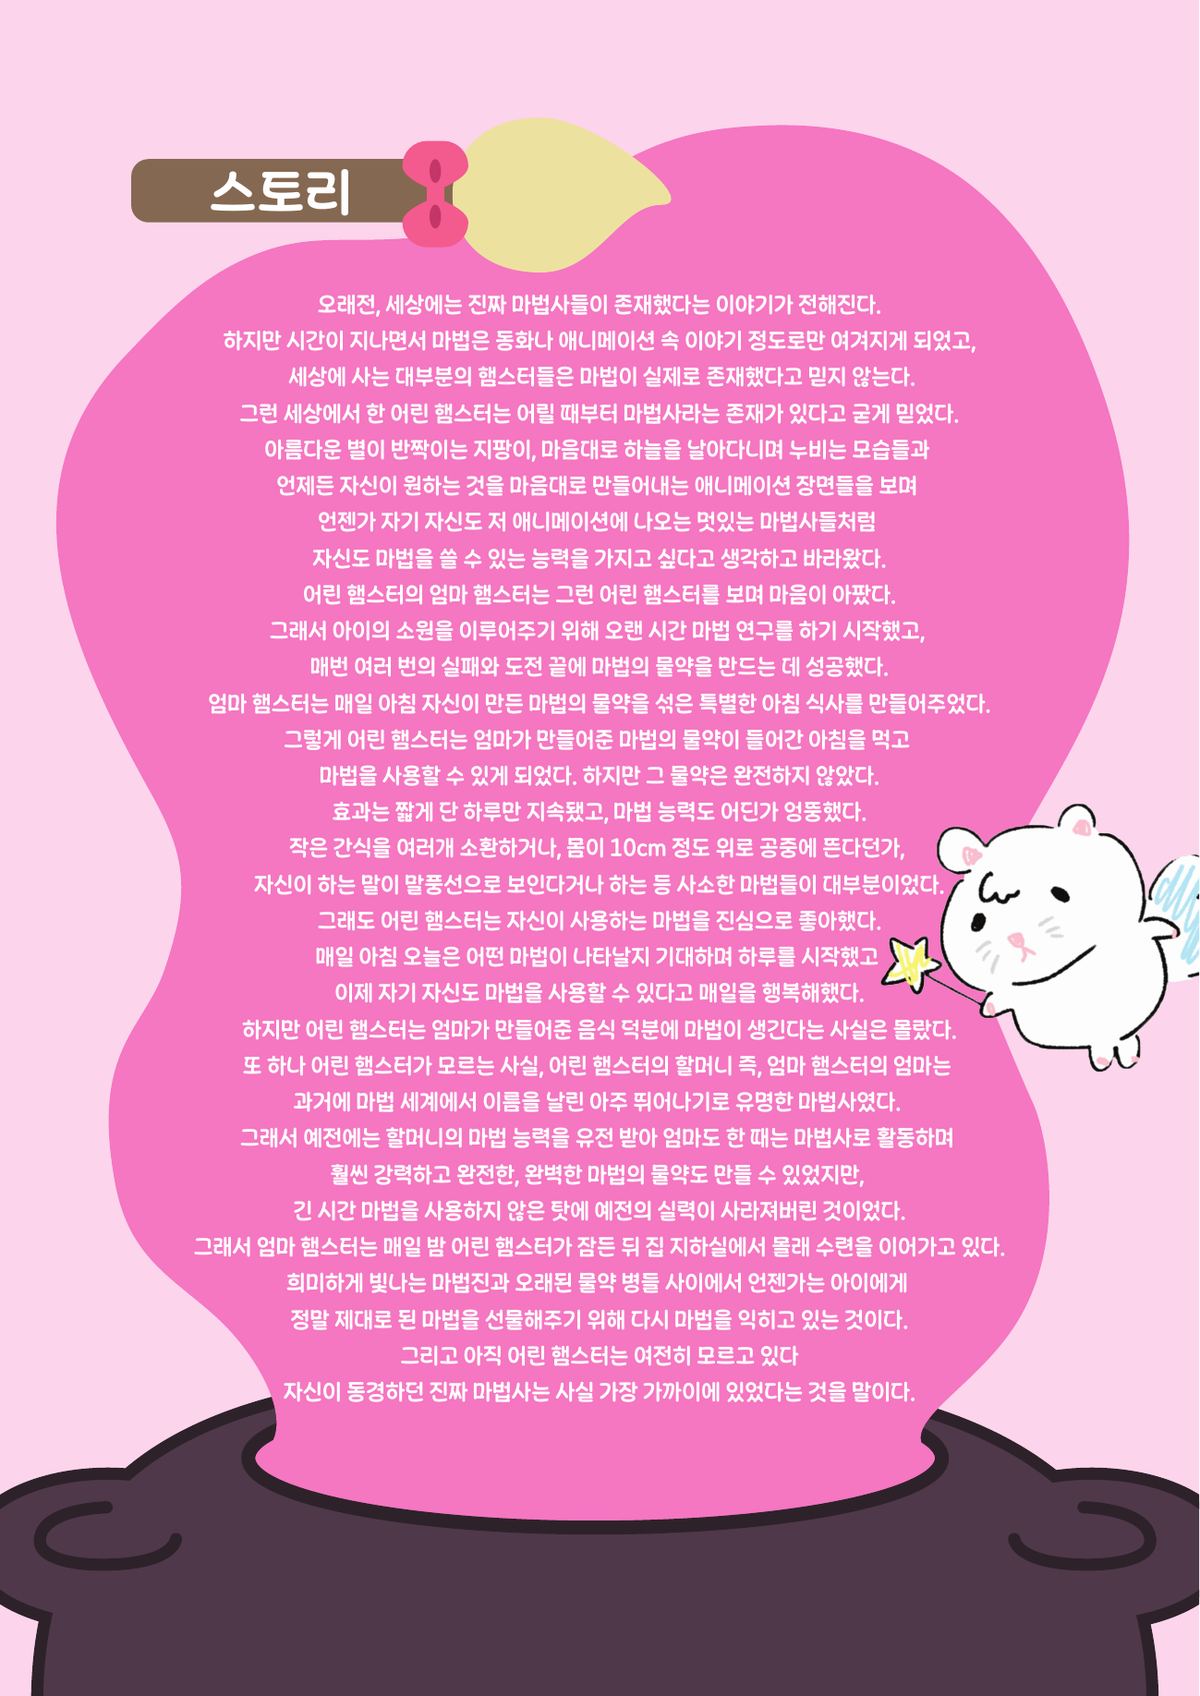 스토리
오래전, 세상에는 진짜 마법사들이 존재했다는 이야기가 전해진다.
하지만 시간이 지나면서 마법은 동화나 애니메이션 속 이야기 정도로만 여겨지게 되었고,
세상에 사는 대부분의 햄스터들은 마법이 실제로 존재했다고 믿지 않는다.
그런 세상에서 한 어린 햄스터는 어릴 때부터 마법사라는 존재가 있다고 굳게 믿었다.
아름다운 별이 반짝이는 지팡이, 마음대로 하늘을 날아다니며 누비는 모습들과
언제든 자신이 원하는 것을 마음대로 만들어내는 애니메이션 장면들을 보며
언젠가 자기 자신도 저 애니메이션에 나오는 멋있는 마법사들처럼
자신도 마법을 쓸 수 있는 능력을 가지고 싶다고 생각하고 바라왔다.
어린 햄스터의 엄마 햄스터는 그런 어린 햄스터를 보며 마음이 아팠다.
그래서 아이의 소원을 이루어주기 위해 오랜 시간 마법 연구를 하기 시작했고,
매번 여러 번의 실패와 도전 끝에 마법의 물약을 만드는 데 성공했다.
엄마 햄스터는 매일 아침 자신이 만든 마법의 물약을 섞은 특별한 아침 식사를 만들어주었다.
그렇게 어린 햄스터는 엄마가 만들어준 마법의 물약이 들어간 아침을 먹고
마법을 사용할 수 있게 되었다. 하지만 그 물약은 완전하지 않았다.
효과는 짧게 단 하루만 지속됐고, 마법 능력도 어딘가 엉뚱했다.
작은 간식을 여러개 소환하거나, 몸이 10cm 정도 위로 공중에 뜬다던가,
자신이 하는 말이 말풍선으로 보인다거나 하는 등 사소한 마법들이 대부분이었다.
그래도 어린 햄스터는 자신이 사용하는 마법을 진심으로 좋아했다.
매일 아침 오늘은 어떤 마법이 나타날지 기대하며 하루를 시작했고
이제 자기 자신도 마법을 사용할 수 있다고 매일을 행복해했다.
하지만 어린 햄스터는 엄마가 만들어준 음식 덕분에 마법이 생긴다는 사실은 몰랐다.
또 하나 어린 햄스터가 모르는 사실, 어린 햄스터의 할머니 즉, 엄마 햄스터의 엄마는
과거에 마법 세계에서 이름을 날린 아주 뛰어나기로 유명한 마법사였다.
그래서 예전에는 할머니의 마법 능력을 유전 받아 엄마도 한 때는 마법사로 활동하며
훨씬 강력하고 완전한, 완벽한 마법의 물약도 만들 수 있었지만,
긴 시간 마법을 사용하지 않은 탓에 예전의 실력이 사라져버린 것이었다.
그래서 엄마 햄스터는 매일 밤 어린 햄스터가 잠든 뒤 집 지하실에서 몰래 수련을 이어가고 있다.
희미하게 빛나는 마법진과 오래된 물약 병들 사이에서 언젠가는 아이에게
정말 제대로 된 마법을 선물해주기 위해 다시 마법을 익히고 있는 것이다.
그리고 아직 어린 햄스터는 여전히 모르고 있다
자신이 동경하던 진짜 마법사는 사실 가장 가까이에 있었다는 것을 말이다.